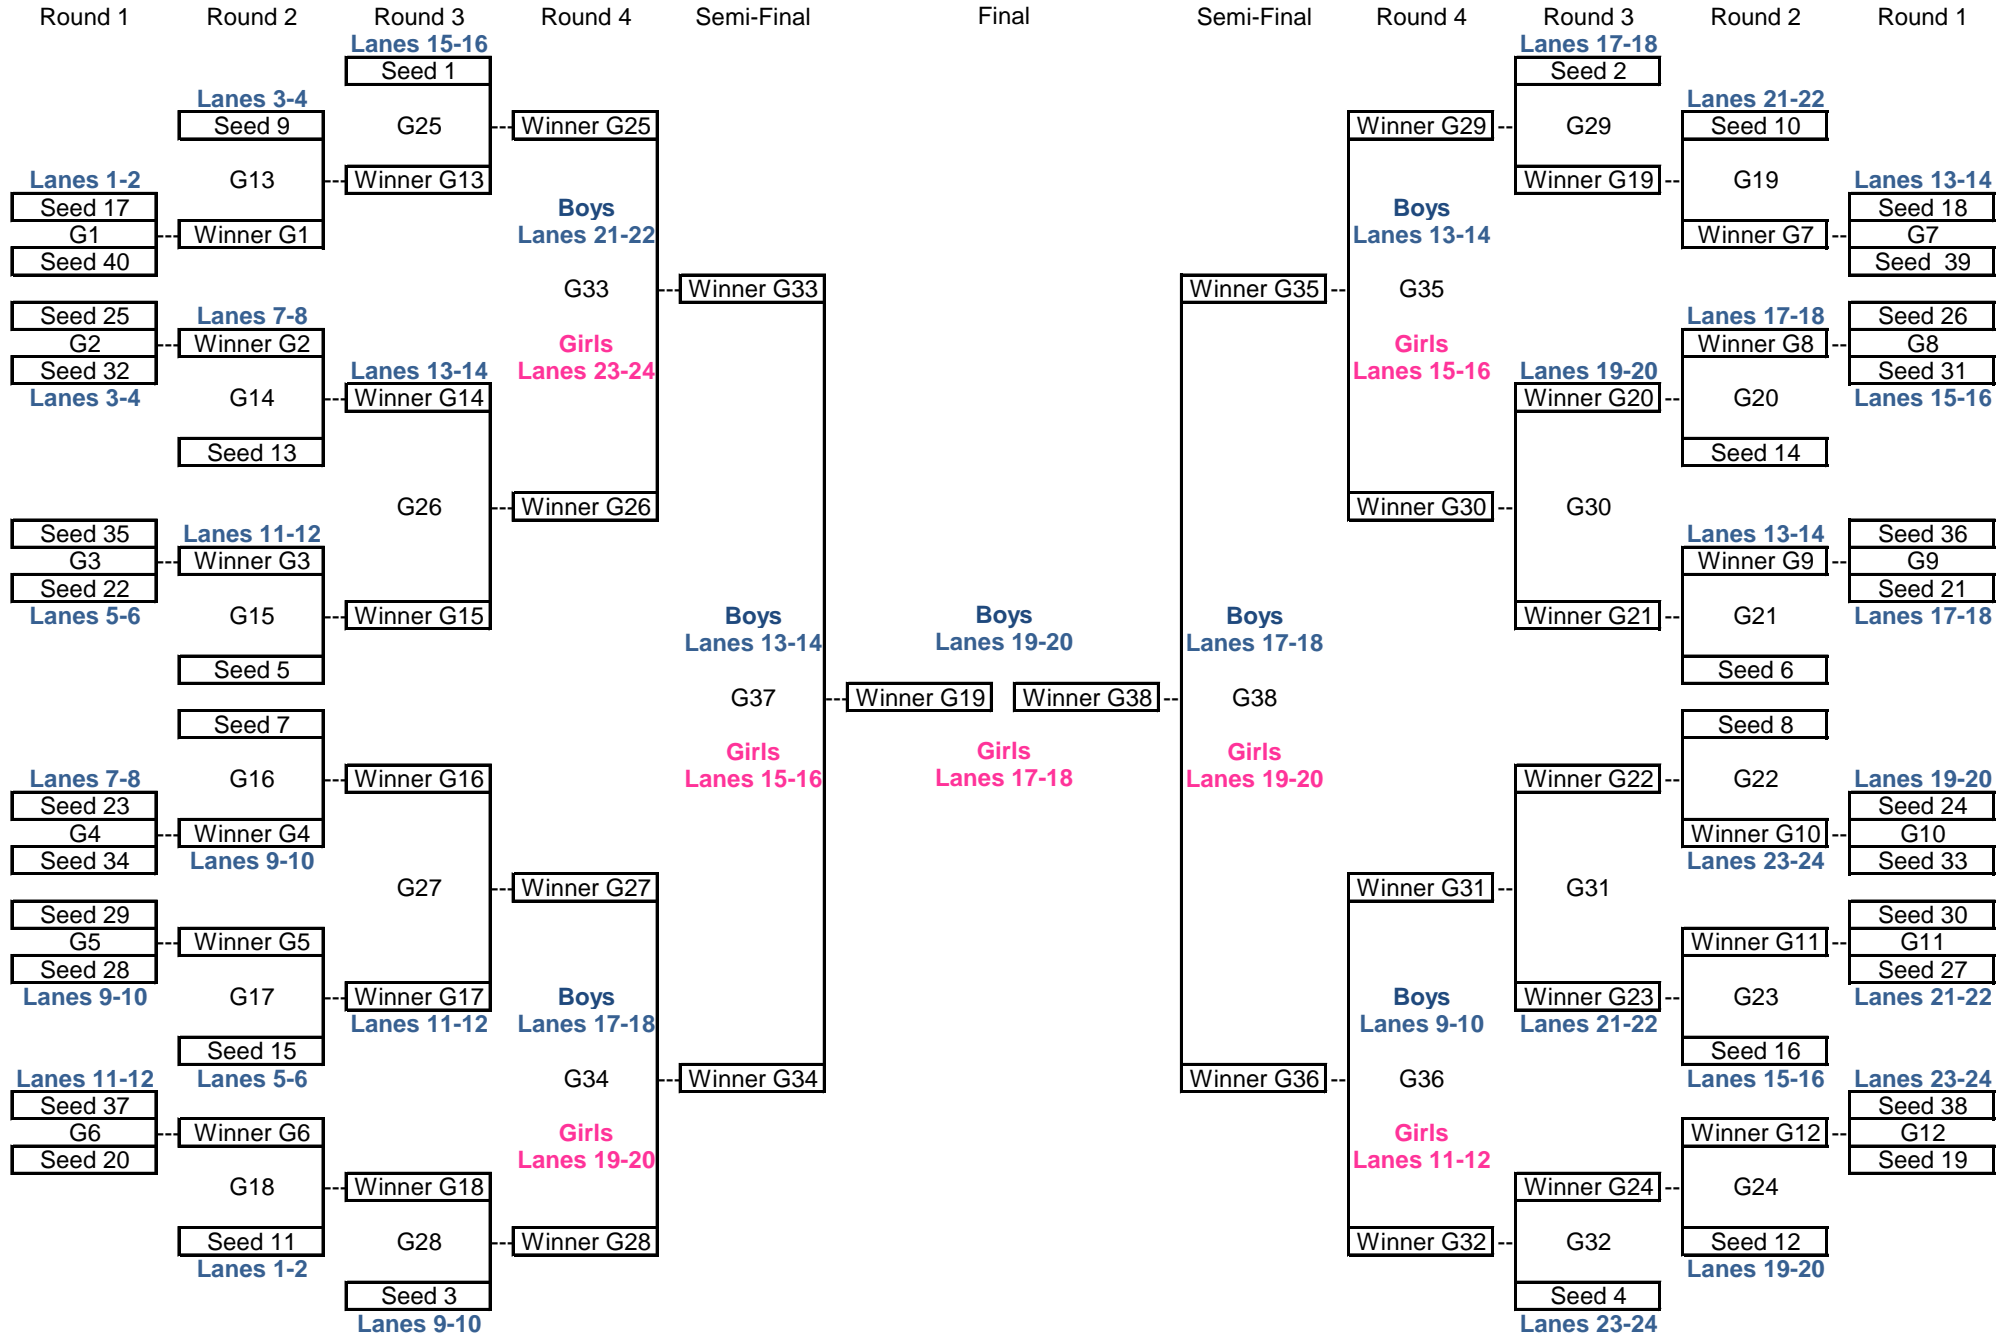 Round 1 Round 2 Round 3 Round 4 Semi-Final Final Semi-Final Round 4 Round 3 Round 2 Round 1
Lanes 15-16 Lanes 17-18
Seed 1 Seed 2
Lanes 3-4 Lanes 21-22
Seed 9 G25 Winner G25 Winner G29 G29 Seed 10
Lanes 1-2 G13 Winner G13 Winner G19 G19 Lanes 13-14
Seed 17 Boys Boys Seed 18
G1 Winner G1 Lanes 21-22 Lanes 13-14 Winner G7 G7
Seed 40 Seed 39
G33 Winner G33 Winner G35 G35
Seed 25 Lanes 7-8 Lanes 17-18 Seed 26
G2 Winner G2 Girls Girls Winner G8 G8
Seed 32 Lanes 13-14 Lanes 23-24 Lanes 15-16 Lanes 19-20 Seed 31
Lanes 3-4 G14 Winner G14 Winner G20 G20 Lanes 15-16
Seed 13 Seed 14
G26 Winner G26 Winner G30 G30
Seed 35 Lanes 11-12 Lanes 13-14 Seed 36
G3 Winner G3 Winner G9 G9
Seed 22 Seed 21
Lanes 5-6 G15 Winner G15 Boys Boys Boys Winner G21 G21 Lanes 17-18
Lanes 13-14 Lanes 19-20 Lanes 17-18
Seed 5 Seed 6
G37 Winner G19 Winner G38 G38
Seed 7 Seed 8
Girls Girls Girls
Lanes 7-8 G16 Winner G16 Lanes 15-16 Lanes 17-18 Lanes 19-20 Winner G22 G22 Lanes 19-20
Seed 23 Seed 24
G4 Winner G4 Winner G10 G10
Seed 34 Lanes 9-10 Lanes 23-24 Seed 33
G27 Winner G27 Winner G31 G31
Seed 29 Seed 30
G5 Winner G5 Winner G11 G11
Seed 28 Seed 27
Lanes 9-10 G17 Winner G17 Boys Boys Winner G23 G23 Lanes 21-22
Lanes 11-12 Lanes 17-18 Lanes 9-10 Lanes 21-22
Seed 15 Seed 16
Lanes 11-12 Lanes 5-6 G34 Winner G34 Winner G36 G36 Lanes 15-16 Lanes 23-24
Seed 37 Seed 38
G6 Winner G6 Girls Girls Winner G12 G12
Seed 20 Lanes 19-20 Lanes 11-12 Seed 19
G18 Winner G18 Winner G24 G24
Seed 11 G28 Winner G28 Winner G32 G32 Seed 12
Lanes 1-2 Lanes 19-20
Seed 3 Seed 4
Lanes 9-10 Lanes 23-24